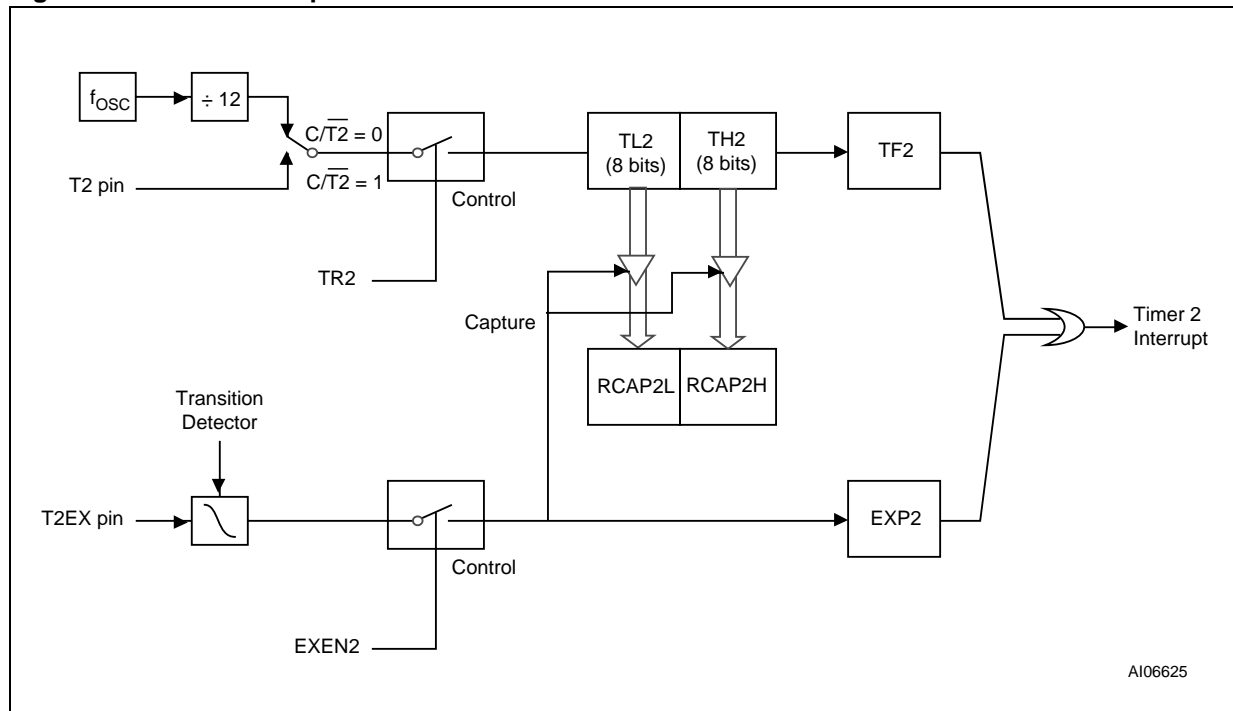 fOSC
÷ 12
C/T2 = 0
C/T2 = 1
T2 pin
Control
TR2
TL2
(8 bits)
TH2
(8 bits)
TF2
Capture
RCAP2L
RCAP2H
Timer 2
Interrupt
Transition
Detector
T2EX pin
Control
EXP2
EXEN2
AI06625